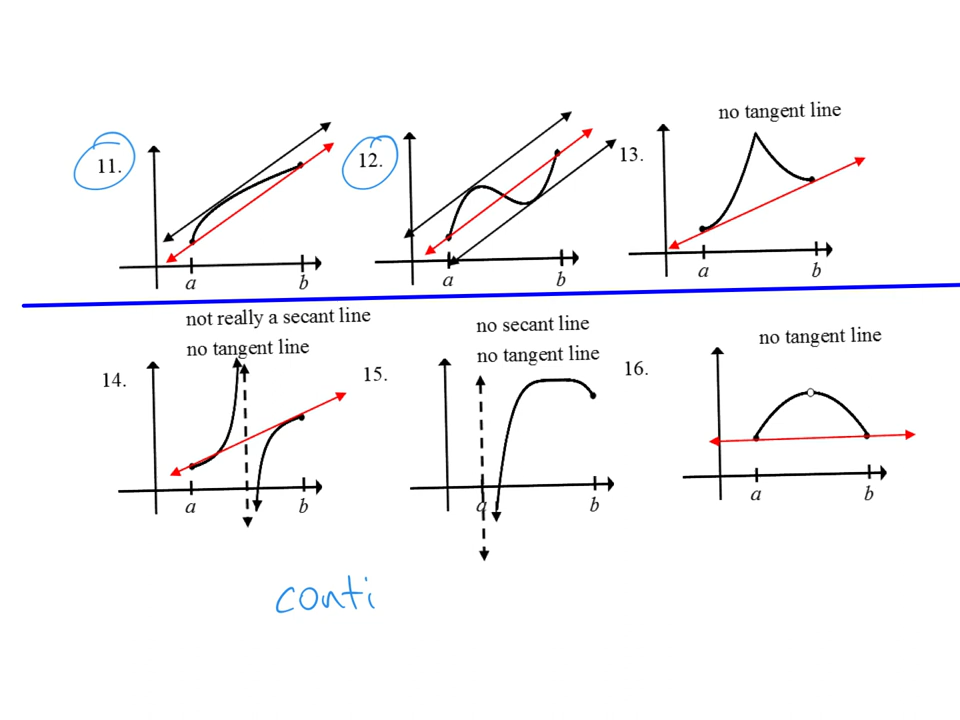 no tangent line
11.
12.
13.
a
b
a
b
a
b
not really a secant line
no tangent line
no secant line
no tangent line
no tangent line
14.
15.
16.
a
b
a
b
a
b
conti